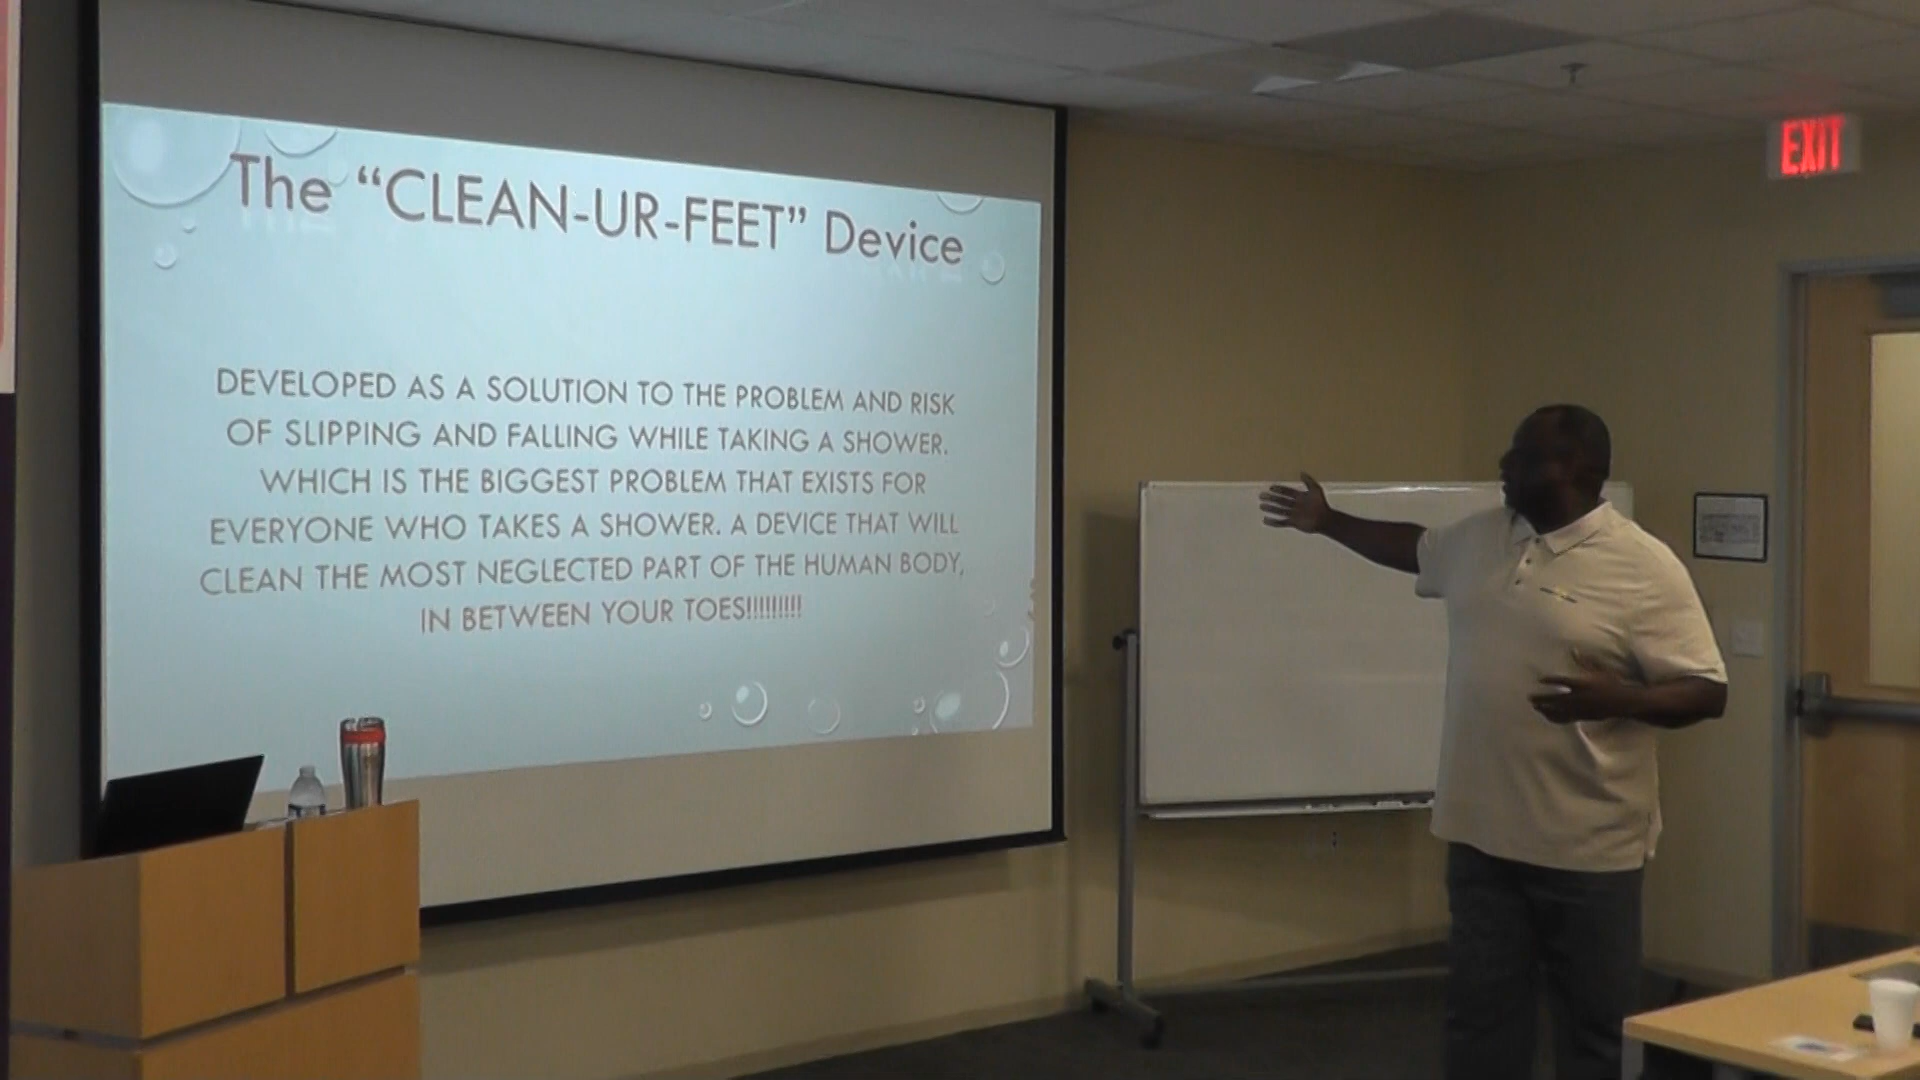 The “CLEAN-UR-FEET” Device
DEVELOPED AS A SOLUTION TO THE PROBLEM AND RISK
OF SLIPPING AND FALLING WHILE TAKING A SHOWER.
WHICH IS THE BIGGEST PROBLEM THAT EXISTS FOR
EVERYONE WHO TAKES A SHOWER. A DEVICE THAT WILL
CLEAN THE MOST NEGLECTED PART OF THE HUMAN BODY,
IN BETWEEN YOUR TOES!!!!!!!!!
EXIT